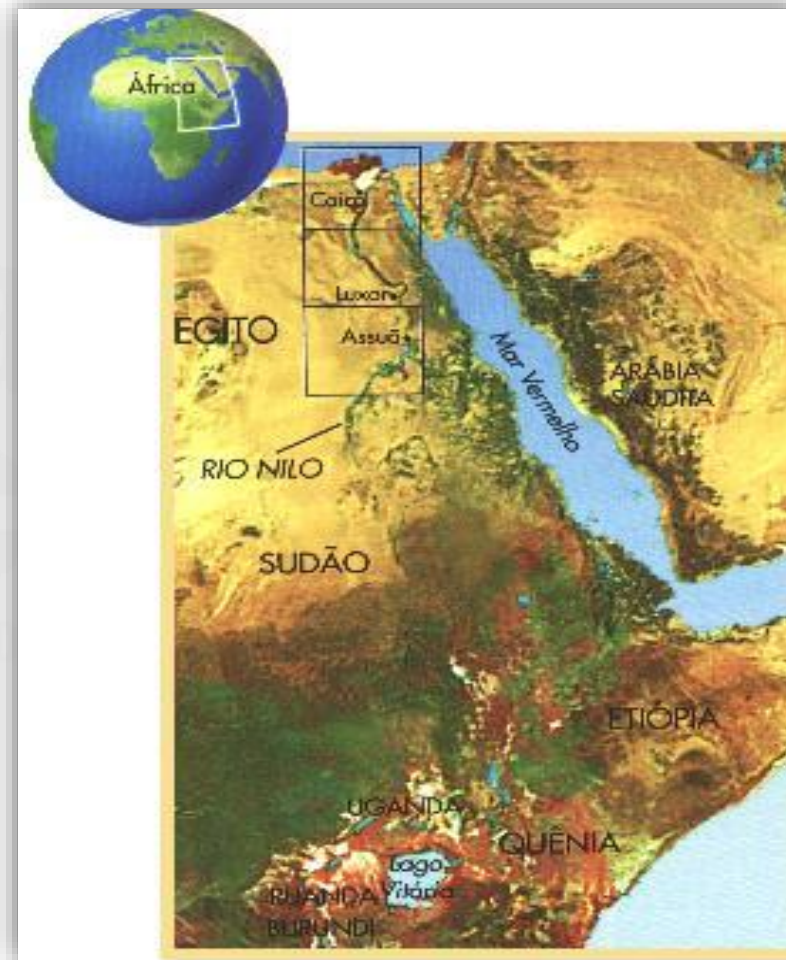 África
Cairo
Luxor
EGITO
Assuã
Mar Vermelho
ARÁBIA
SAUDITA
RIO NILO
SUDÃO
ETIÓPIA
UGANDA
QUÊNIA
Lago
Vitória
RUANDA
BURUNDI